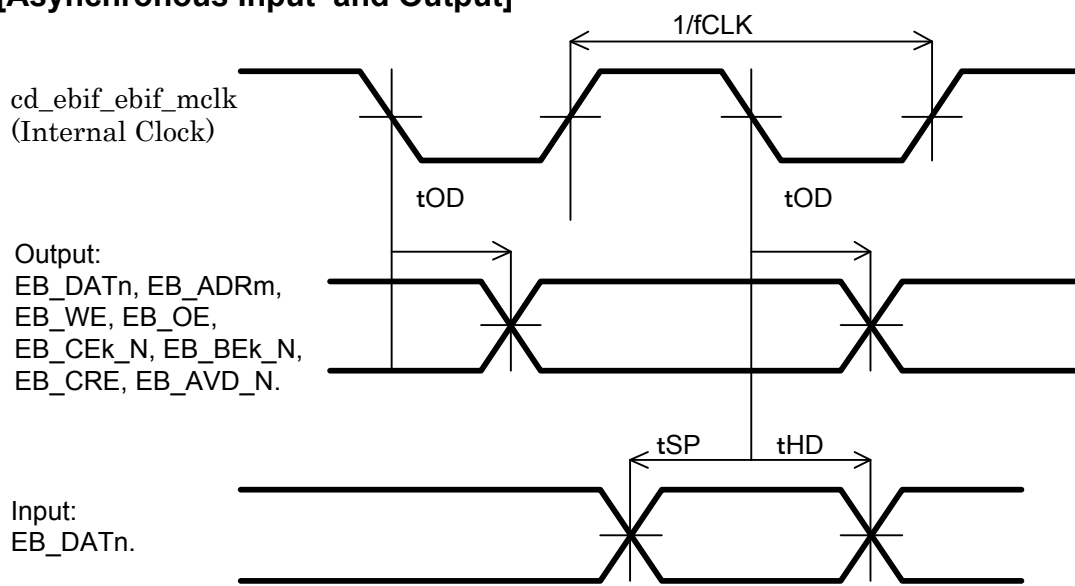 [Asynchronous Input and Output]
1/fCLK
cd_ebif_ebif_mclk
(Internal Clock)
tOD
tOD
Output:
EB_DATn, EB_ADRm,
EB_WE, EB_OE,
EB_CEk_N, EB_BEk_N,
EB_CRE, EB_AVD_N.
tSP
tHD
Input:
EB_DATn.